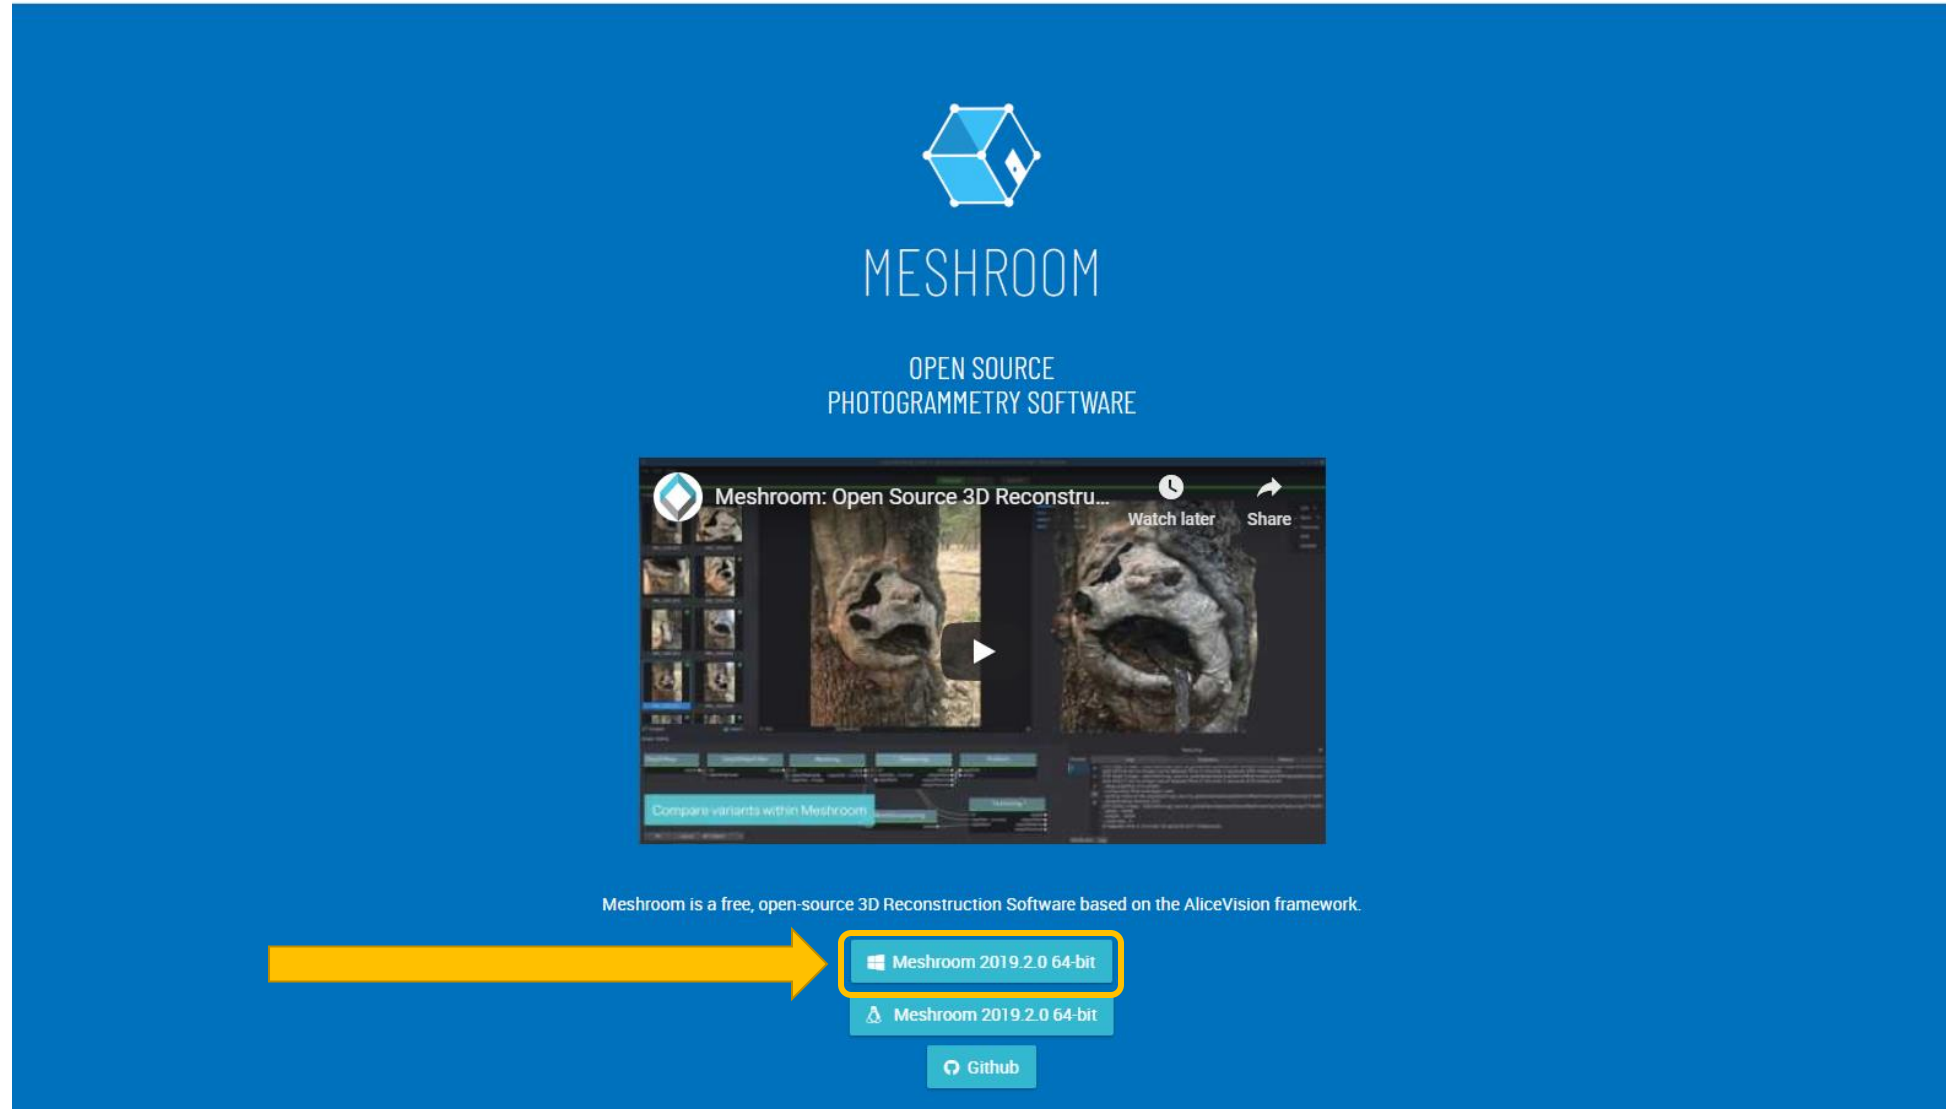 MESHROOM
OPEN SOURCE
PHOTOGRAMMETRY SOFTWARE
Meshroom: Open Source 3D Reconstru...
Watch later
Share
Compare variants within Meshroom
Meshroom is a free, open-source 3D Reconstruction Software based on the AliceVision framework.
Meshroom 2019.2.0 64-bit
Meshroom 2019.2.0 64-bit
Github